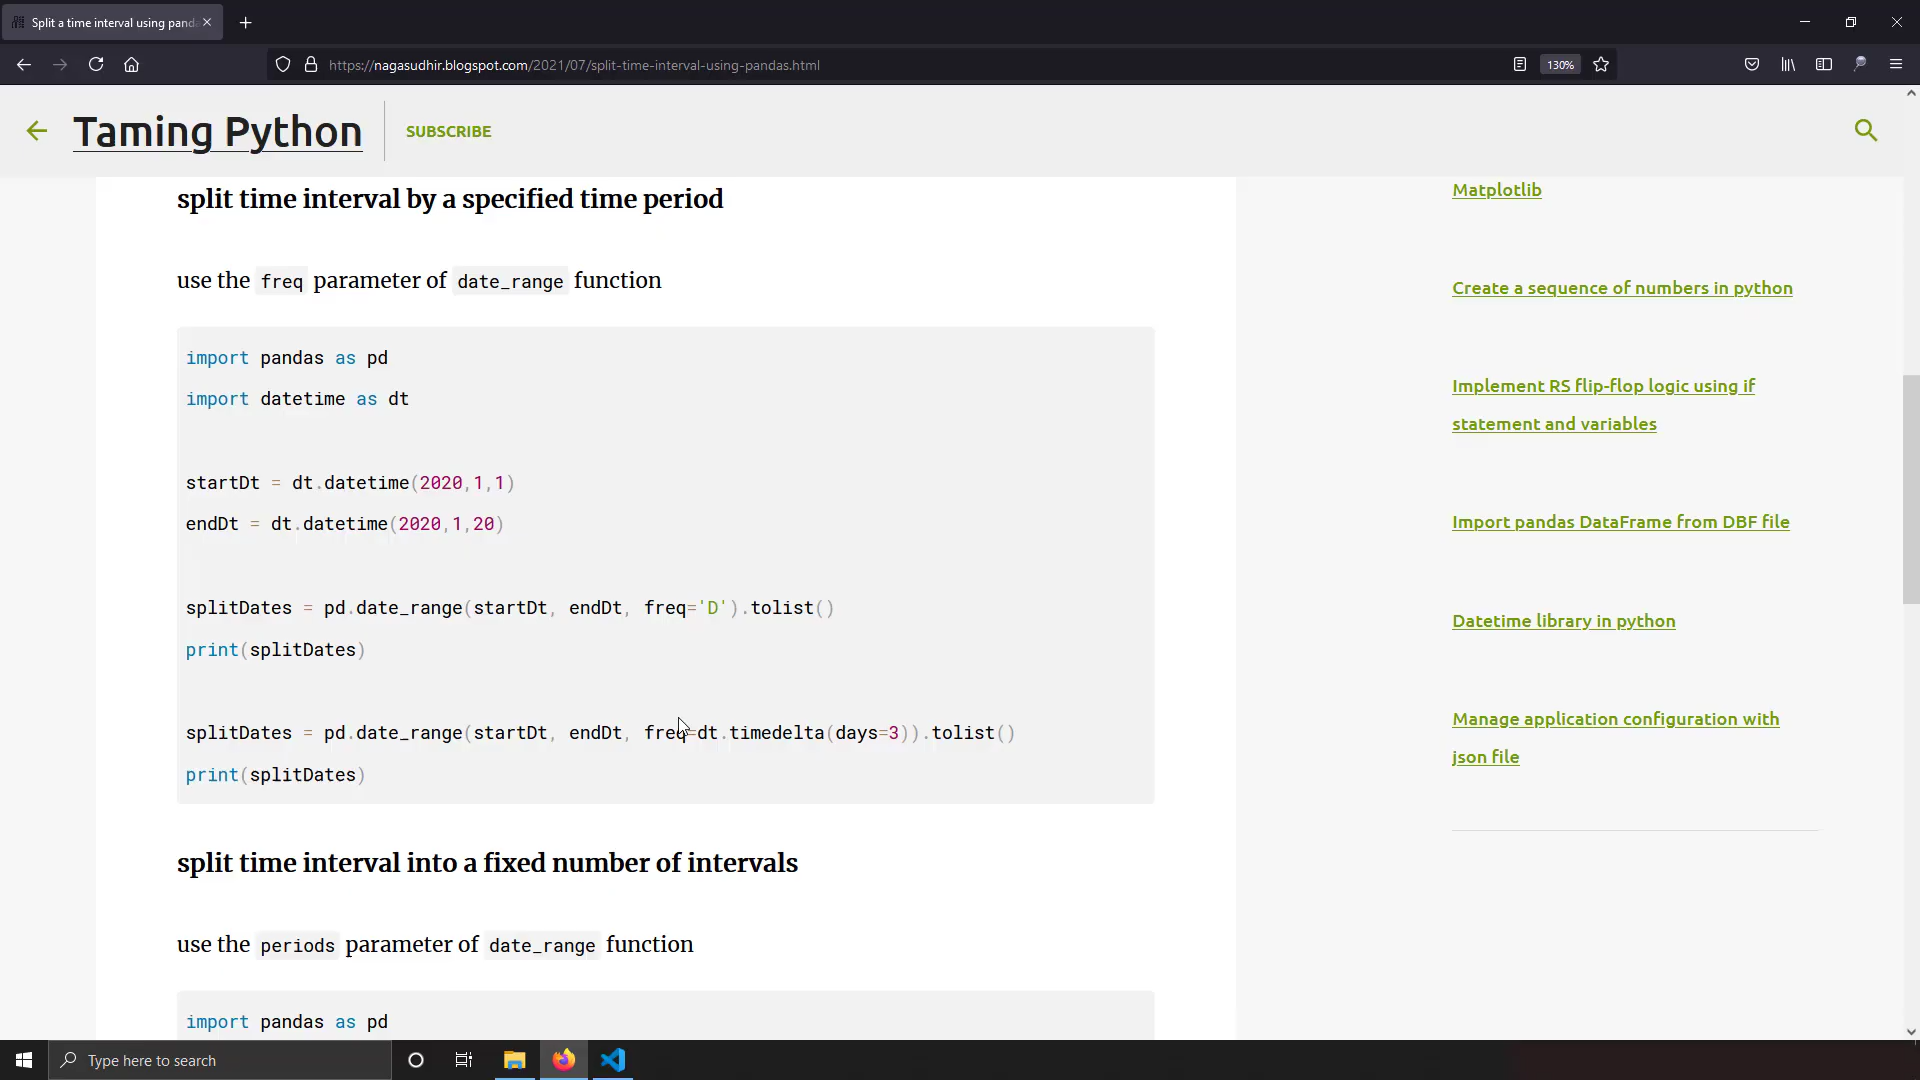 Split a time interval using pand
https://nagasudhir.blogspot.com/2021/07/split-time-interval-using-pandas.html
130%
Taming Python
SUBSCRIBE
split time interval by a specified time period
use the freq parameter of date_range function
import pandas as pd
import datetime as dt
startDt = dt.datetime(2020,1,1)
endDt = dt.datetime(2020,1,20)
splitDates = pd.date_range(startDt, endDt, freq='D').tolist()
print(splitDates)
splitDates = pd.date_range(startDt, endDt, freq=dt.timedelta(days=3)).tolist()
print(splitDates)
split time interval into a fixed number of intervals
use the periods parameter of date_range function
import pandas as pd
Matplotlib
Create a sequence of numbers in python
Implement RS flip-flop logic using if
statement and variables
Import pandas DataFrame from DBF file
Datetime library in python
Manage application configuration with
json file
Type here to search